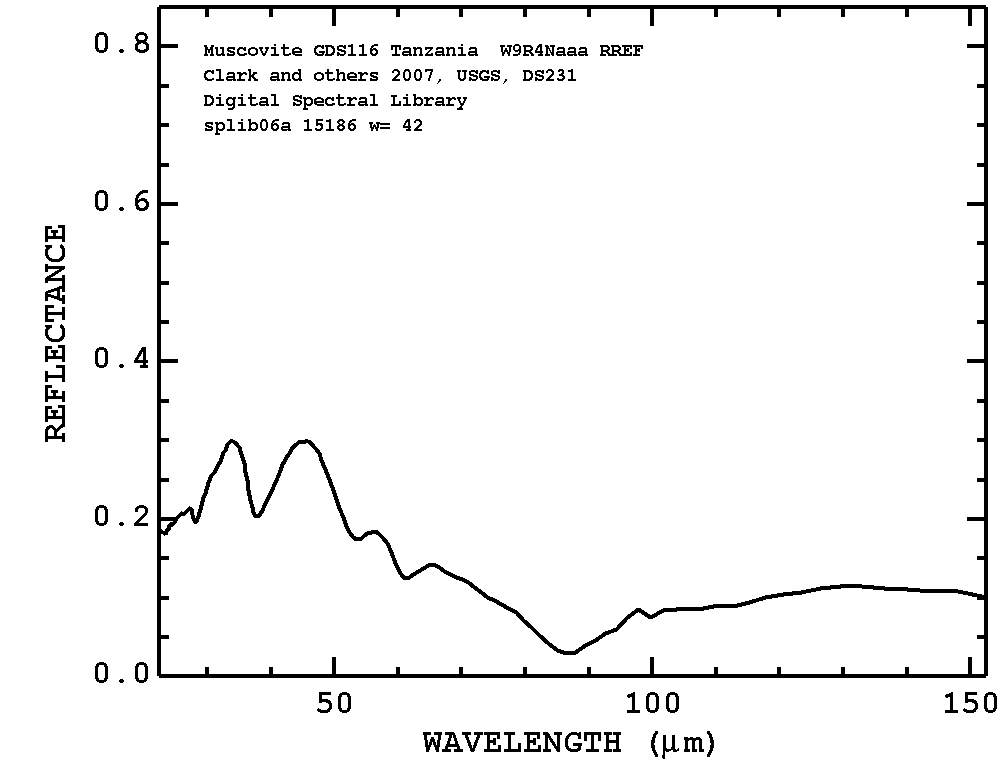 0.8
Muscovite GDS116 Tanzania W9R4Naaa RREF
Clark and others 2007, USGS, DS231
Digital Spectral Library
splib06a 15186 w= 42
0.6
0.4
0.2
0.0
REFLECTANCE
50 100 150
WAVELENGTH (μm)